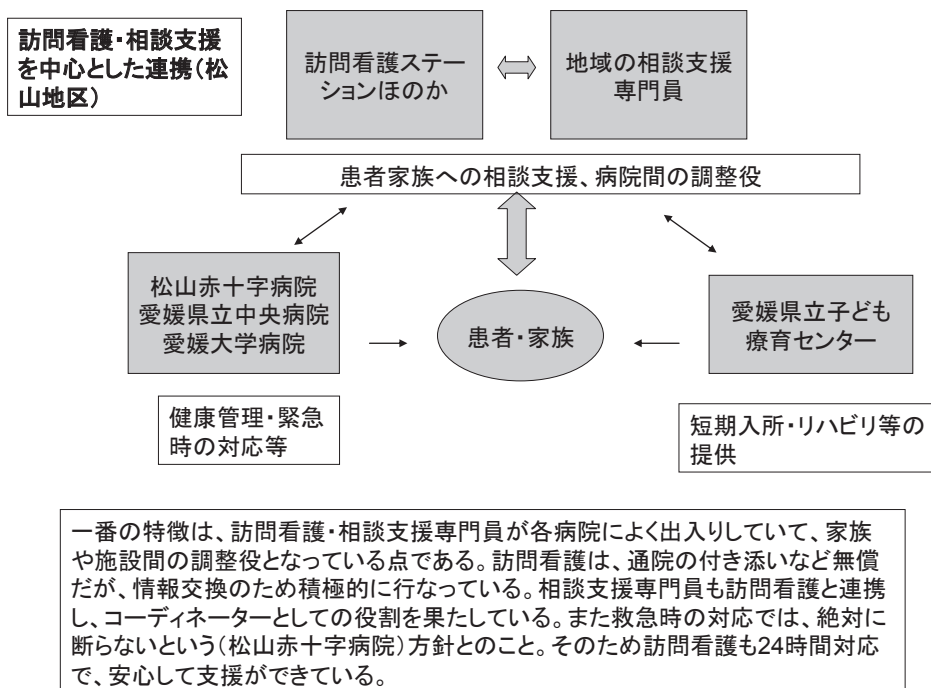 訪問看護・相談支援
を中心とした連携(松
山地区)
訪問看護ステー
ションほのか
地域の相談支援
専門員
患者家族への相談支援、病院間の調整役
松山赤十字病院
愛媛県立中央病院
愛媛大学病院
患者・家族
愛媛県立子ども
療育センター
健康管理・緊急
時の対応等
短期入所・リハビリ等の
提供
一番の特徴は、訪問看護・相談支援専門員が各病院によく出入りしていて、家族
や施設間の調整役となっている点である。訪問看護は、通院の付き添いなど無償
だが、情報交換のため積極的に行なっている。相談支援専門員も訪問看護と連携
し、コーディネーターとしての役割を果たしている。また救急時の対応では、絶対に
断らないという(松山赤十字病院)方針とのこと。そのため訪問看護も24時間対応
で、安心して支援ができている。